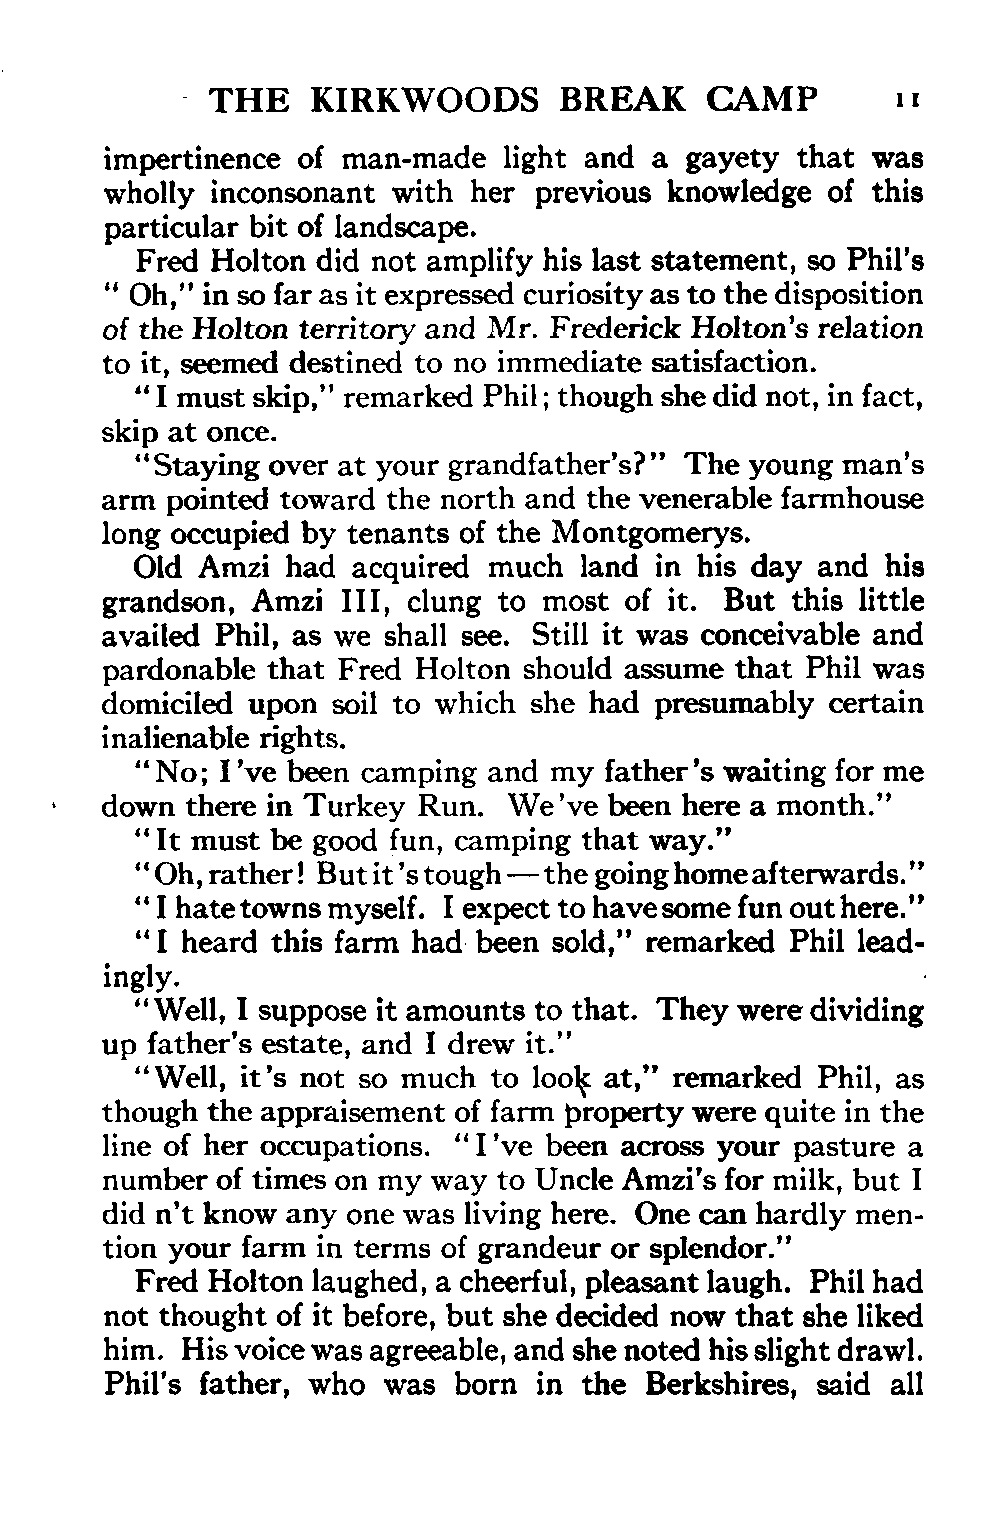 THE KIRKWOODS BREAK CAMP 11
impertinence of man-made light and a gayety that was
wholly inconsonant with her previous knowledge of this
particular bit of landscape.
Fred Holton did not amplify his last statement, so Phil's
" Oh," in so far as it expressed curiosity as to the disposition
of the Holton territory and Mr. Frederick Holton's relation
to it, seemed destined to no immediate satisfaction.
"I must skip," remarked Phil; though she did not, in fact,
skip at once.
"Staying over at your grandfather's?" The young man's
arm pointed toward the north and the venerable farmhouse
long occupied by tenants of the Montgomerys.
Old Amzi had acquired much land in his day and his
grandson, Amzi III, clung to most of it. But this little
availed Phil, as we shall see. Still it was conceivable and
pardonable that Fred Holton should assume that Phil was
domiciled upon soil to which she had presumably certain
inalienable rights.
"No; I 've been camping and my father 's waiting for me
down there in Turkey Run. We 've been here a month."
"It must be good fun, camping that way."
"Oh, rather! But it 's tough — the going home afterwards."
"I hate towns myself. I expect to have some fun out here."
"I heard this farm had been sold," remarked Phil lead-
ingly.
"Well, I suppose it amounts to that. They were dividing
up father's estate, and I drew it."
"Well, it 's not so much to look at," remarked Phil, as
though the appraisement of farm property were quite in the
line of her occupations. "I 've been across your pasture a
number of times on my way to Uncle Amzi's for milk, but I
did n't know any one was living here. One can hardly men-
tion your farm in terms of grandeur or splendor."
Fred Holton laughed, a cheerful, pleasant laugh. Phil had
not thought of it before, but she decided now that she liked
him. His voice was agreeable, and she noted his slight drawl.
Phil's father, who was born in the Berkshires, said all